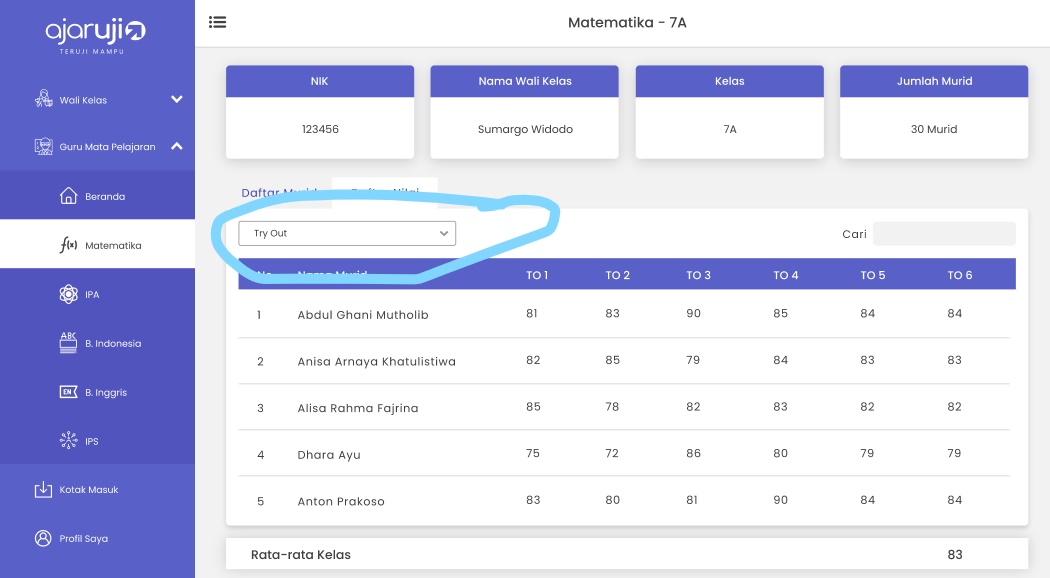 ajaruji
TERUJI MAMPU
Wali Kelas
Guru Mata Pelajaran
Beranda
f(x) Matematika
IPA
ABC
B. Indonesia
EN B. Inggris
IPS
Kotak Masuk
Profil Saya
Matematika - 7A
NIK Nama Wali Kelas Kelas Jumlah Murid
123456 Sumargo Widodo 7A 30 Murid
Daftar Murid Daftar Nilai
Try Out Cari
No Nama Murid TO 1 TO 2 TO 3 TO 4 TO 5 TO 6
1 Abdul Ghani Mutholib 81 83 90 85 84 84
2 Anisa Arnaya Khatulistiwa 82 85 79 84 83 83
3 Alisa Rahma Fajrina 85 78 82 83 82 82
4 Dhara Ayu 75 72 86 80 79 79
5 Anton Prakoso 83 80 81 90 84 84
Rata-rata Kelas 83